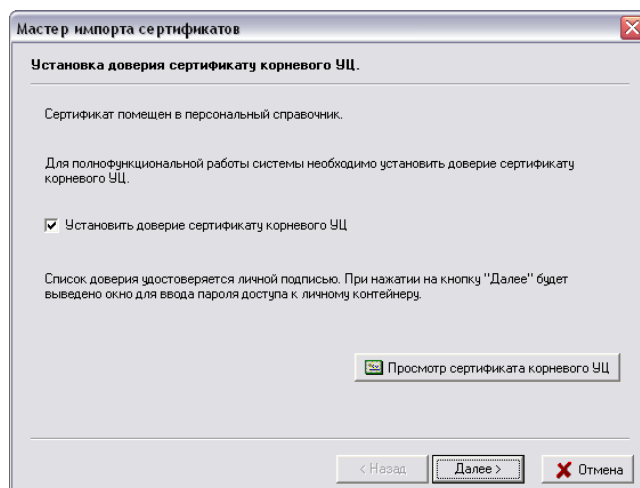 Мастер импорта сертификатов
Установка доверия сертификату корневого УЦ.
Сертификат помещен в персональный справочник.
Для полнофункциональной работы системы необходимо установить доверие сертификату
корневого УЦ.
Установить доверие сертификату корневого УЦ
Список доверия удостоверяется личной подписью. При нажатии на кнопку "Далее" будет
выведено окно для ввода пароля доступа к личному контейнеру.
Просмотр сертификата корневого УЦ
< Назад
Далее >
Отмена